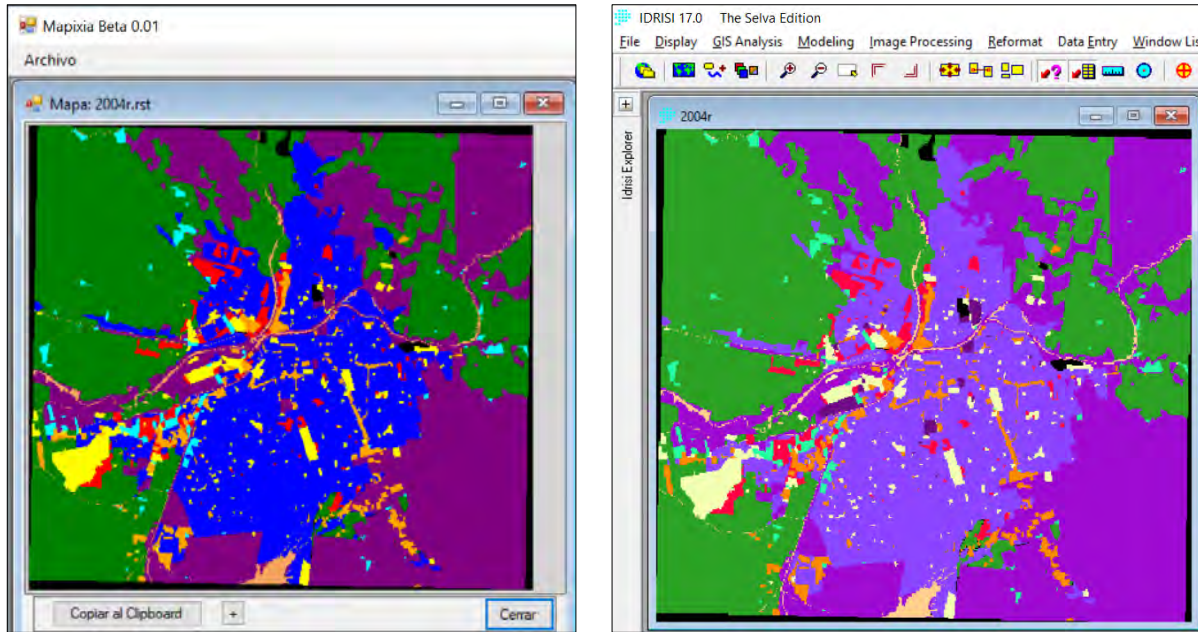 Mapixia Beta 0.01
Archivo
Mapa: 2004r.rst
Copiar al Clipboard
+
Cerrar
IDRISI 17.0 The Selva Edition
File Display GIS Analysis Modeling Image Processing Reformat Data Entry Window Lis
+
Idrisi Explorer
2004r